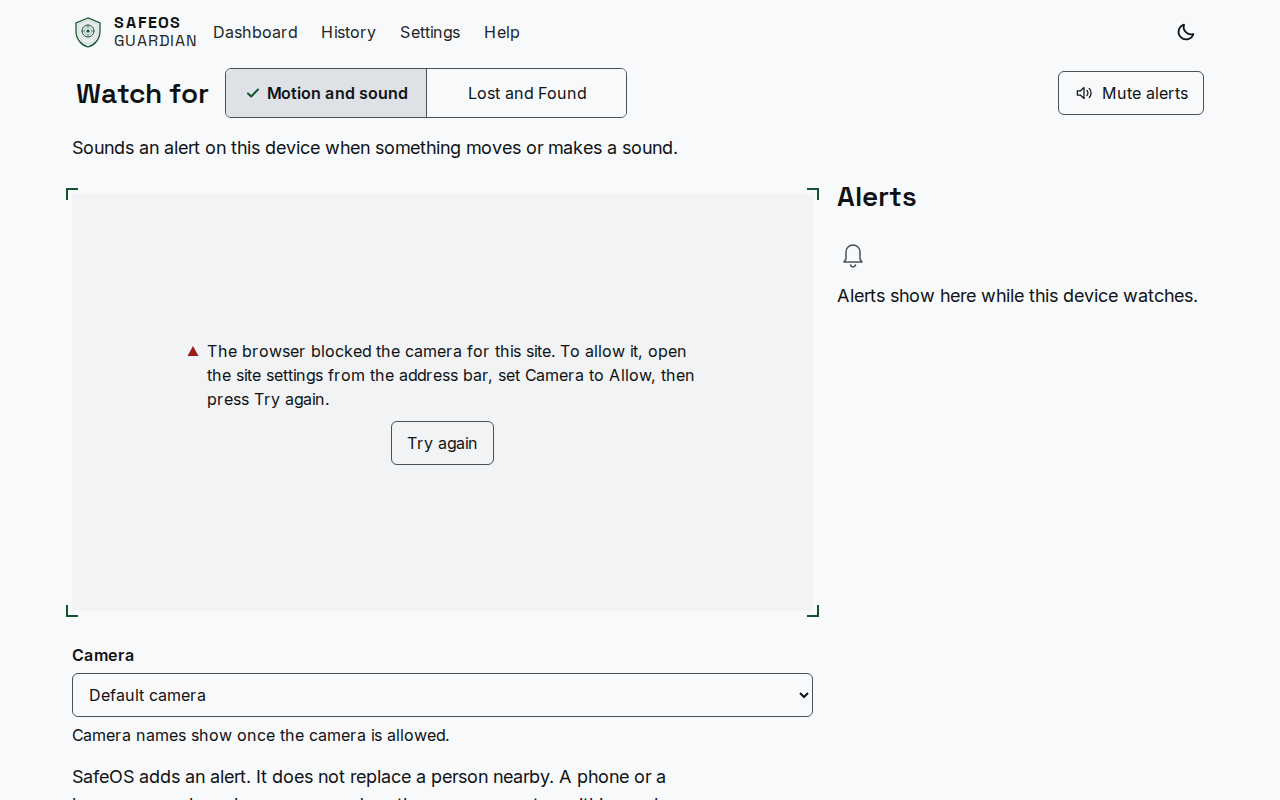 SAFEOS
GUARDIAN
Dashboard
History
Settings
Help
Watch for
Motion and sound
Lost and Found
Mute alerts
Sounds an alert on this device when something moves or makes a sound.
Alerts
Alerts show here while this device watches.
The browser blocked the camera for this site. To allow it, open
the site settings from the address bar, set Camera to Allow, then
press Try again.
Try again
Camera
Default camera
Camera names show once the camera is allowed.
SafeOS adds an alert. It does not replace a person nearby. A phone or a